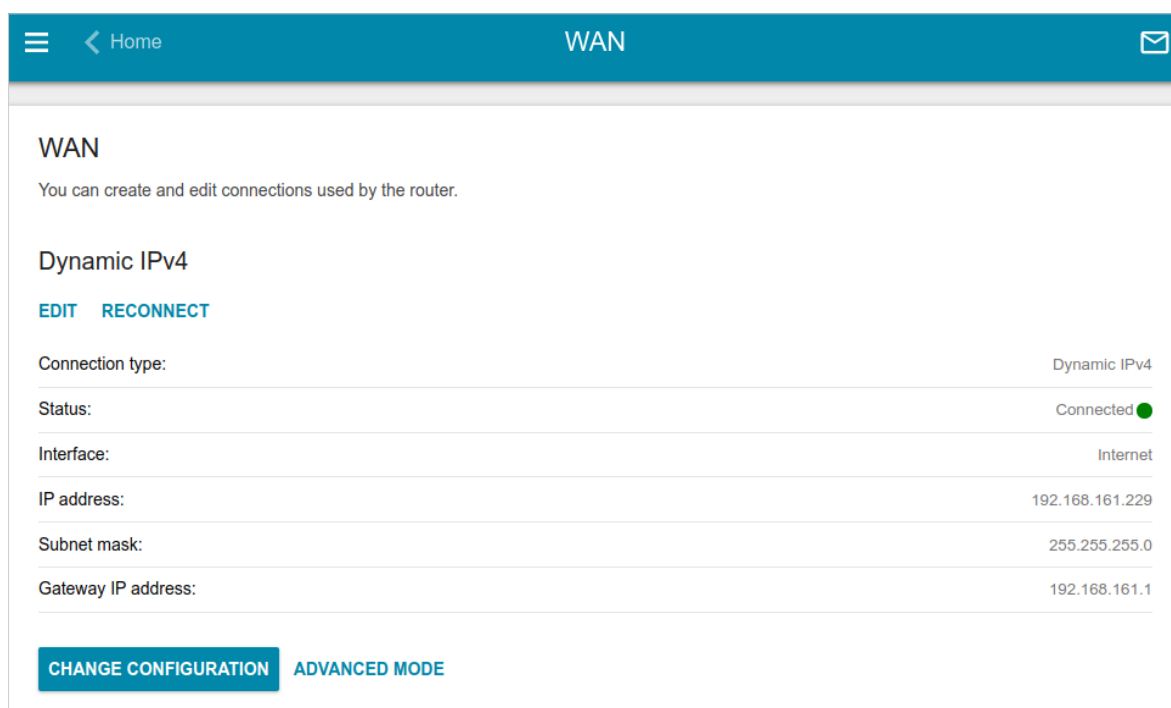 Home
WAN
WAN
You can create and edit connections used by the router.
Dynamic IPv4
EDIT RECONNECT
Connection type: Dynamic IPv4
Status: Connected
Interface: Internet
IP address: 192.168.161.229
Subnet mask: 255.255.255.0
Gateway IP address: 192.168.161.1
CHANGE CONFIGURATION ADVANCED MODE